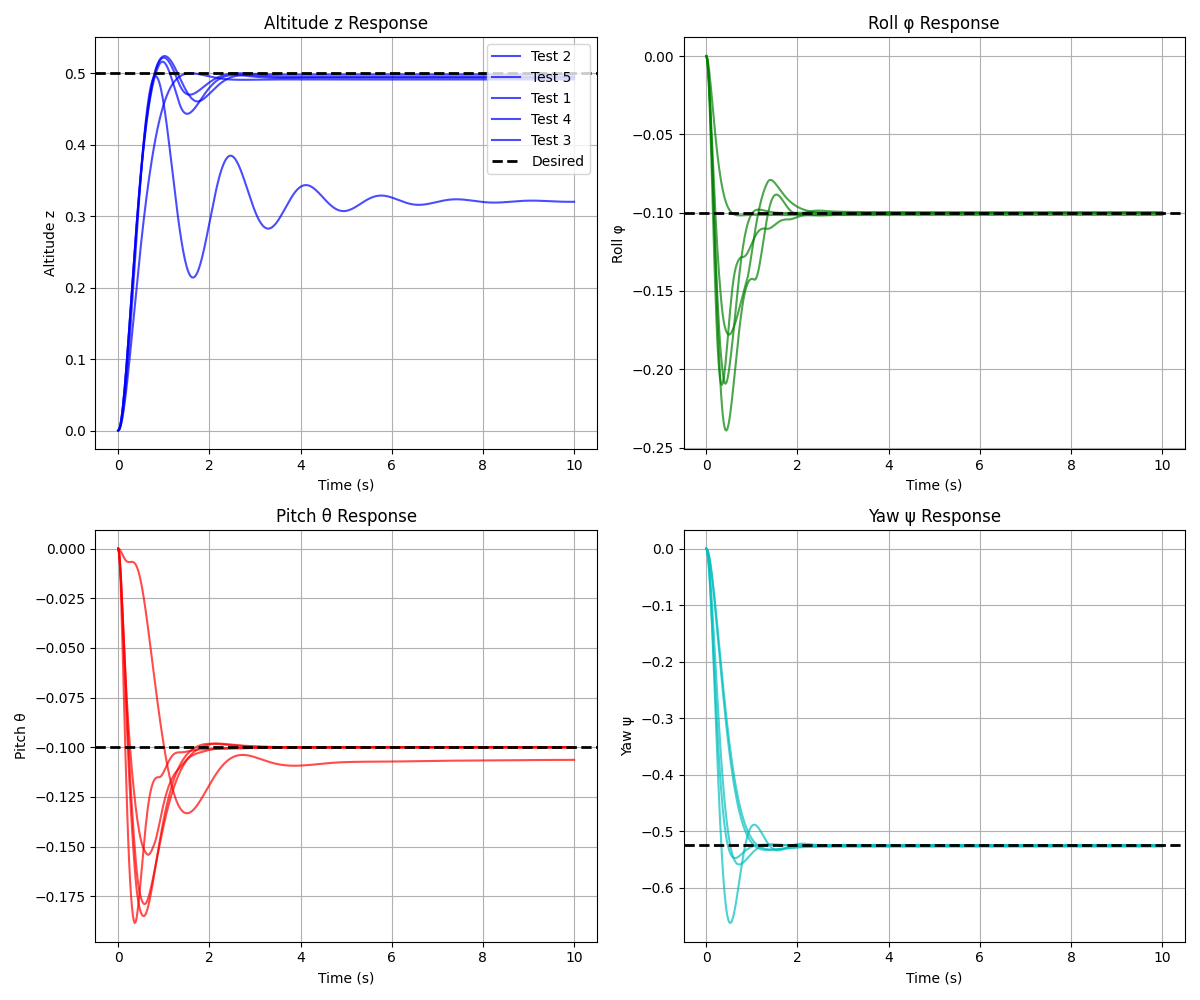 Altitude z Response
Altitude z
0.5
0.4
0.3
0.2
0.1
0.0
0
2
4
6
8
10
Time (s)
Test 2
Test 5
Test 1
Test 4
Test 3
Desired
Roll φ Response
Roll φ
0.00
−0.05
−0.10
−0.15
−0.20
−0.25
0
2
4
6
8
10
Time (s)
Pitch θ Response
Pitch θ
0.000
−0.025
−0.050
−0.075
−0.100
−0.125
−0.150
−0.175
0
2
4
6
8
10
Time (s)
Yaw ψ Response
Yaw ψ
0.0
−0.1
−0.2
−0.3
−0.4
−0.5
−0.6
0
2
4
6
8
10
Time (s)